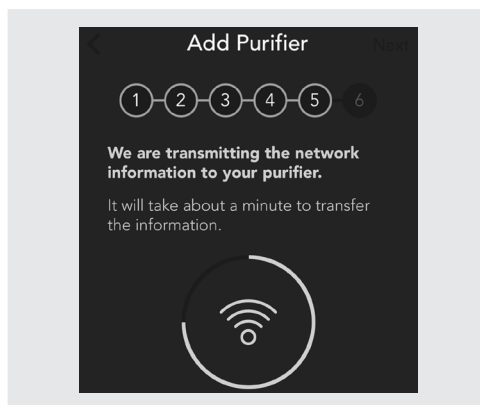 Add Purifier Next
1 2 3 4 5 6
We are transmitting the network
information to your purifier.
It will take about a minute to transfer
the information.